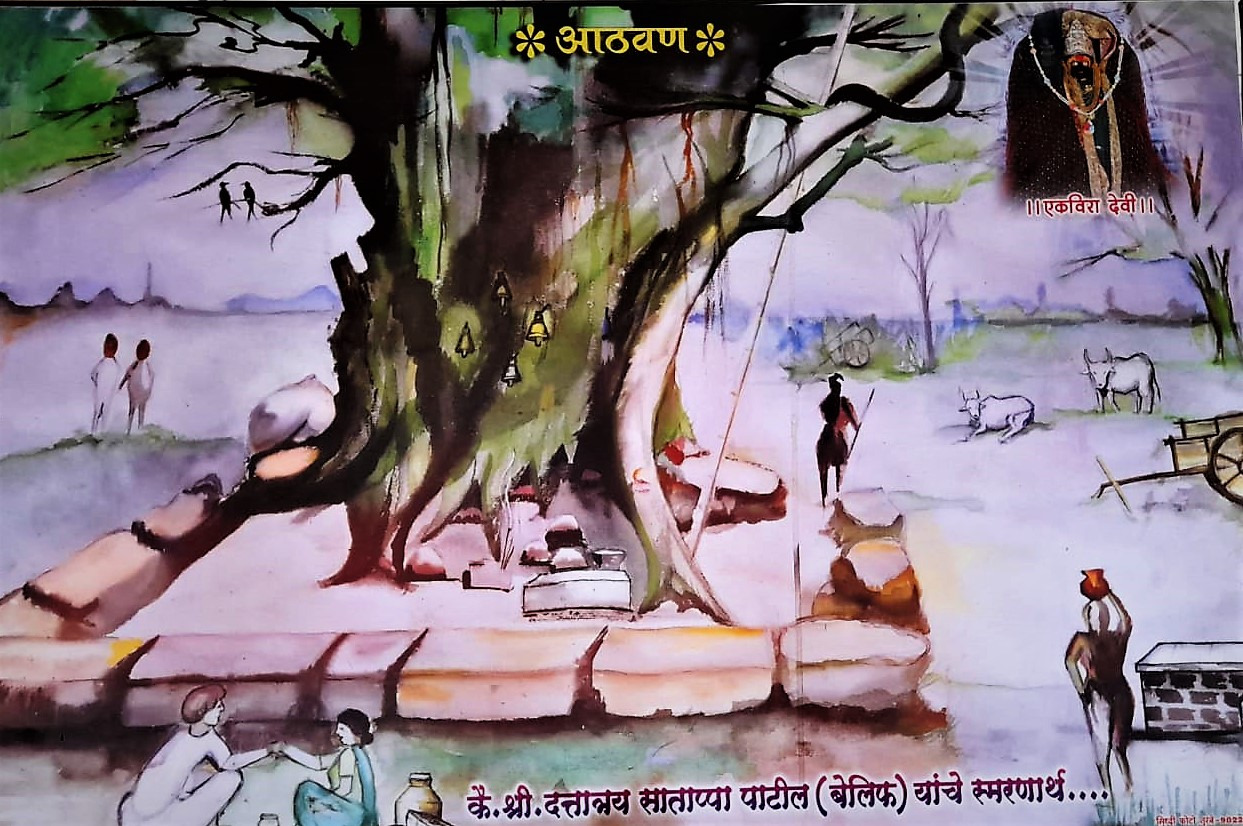 ❇ आठवण ❇
।।एकविरा देवी।।
कै.श्री.दत्तात्रय साताप्पा पाटील (बेलिफ) यांचे स्मरणार्थ....